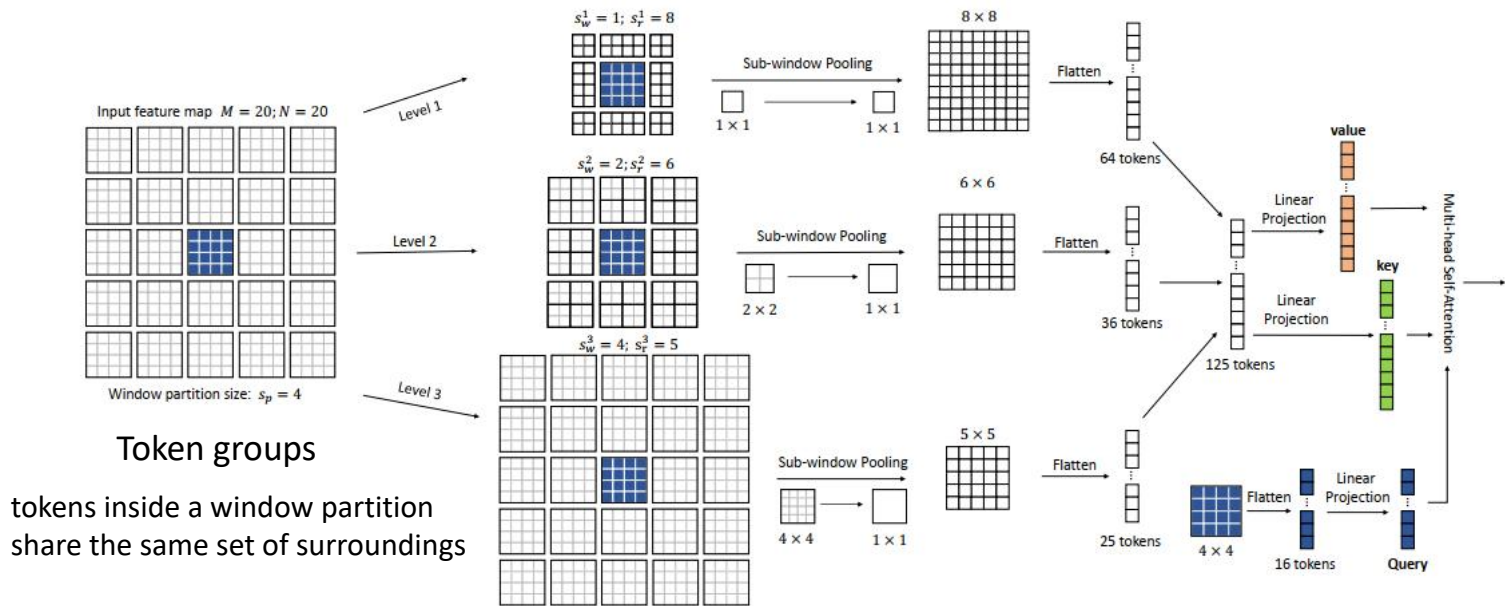 Input feature map M = 20; N = 20
Window partition size: s_p = 4
Token groups
tokens inside a window partition
share the same set of surroundings
Level 1
s_w^1 = 1; s_r^1 = 8
Sub-window Pooling
1 × 1
1 × 1
8 × 8
Flatten
64 tokens
Level 2
s_w^2 = 2; s_r^2 = 6
Sub-window Pooling
2 × 2
1 × 1
6 × 6
Flatten
36 tokens
Level 3
s_w^3 = 4; s_r^3 = 5
Sub-window Pooling
4 × 4
1 × 1
5 × 5
Flatten
25 tokens
125 tokens
Linear
Projection
value
Linear
Projection
key
4 × 4
Flatten
16 tokens
Linear
Projection
Query
Multi-head Self-Attention